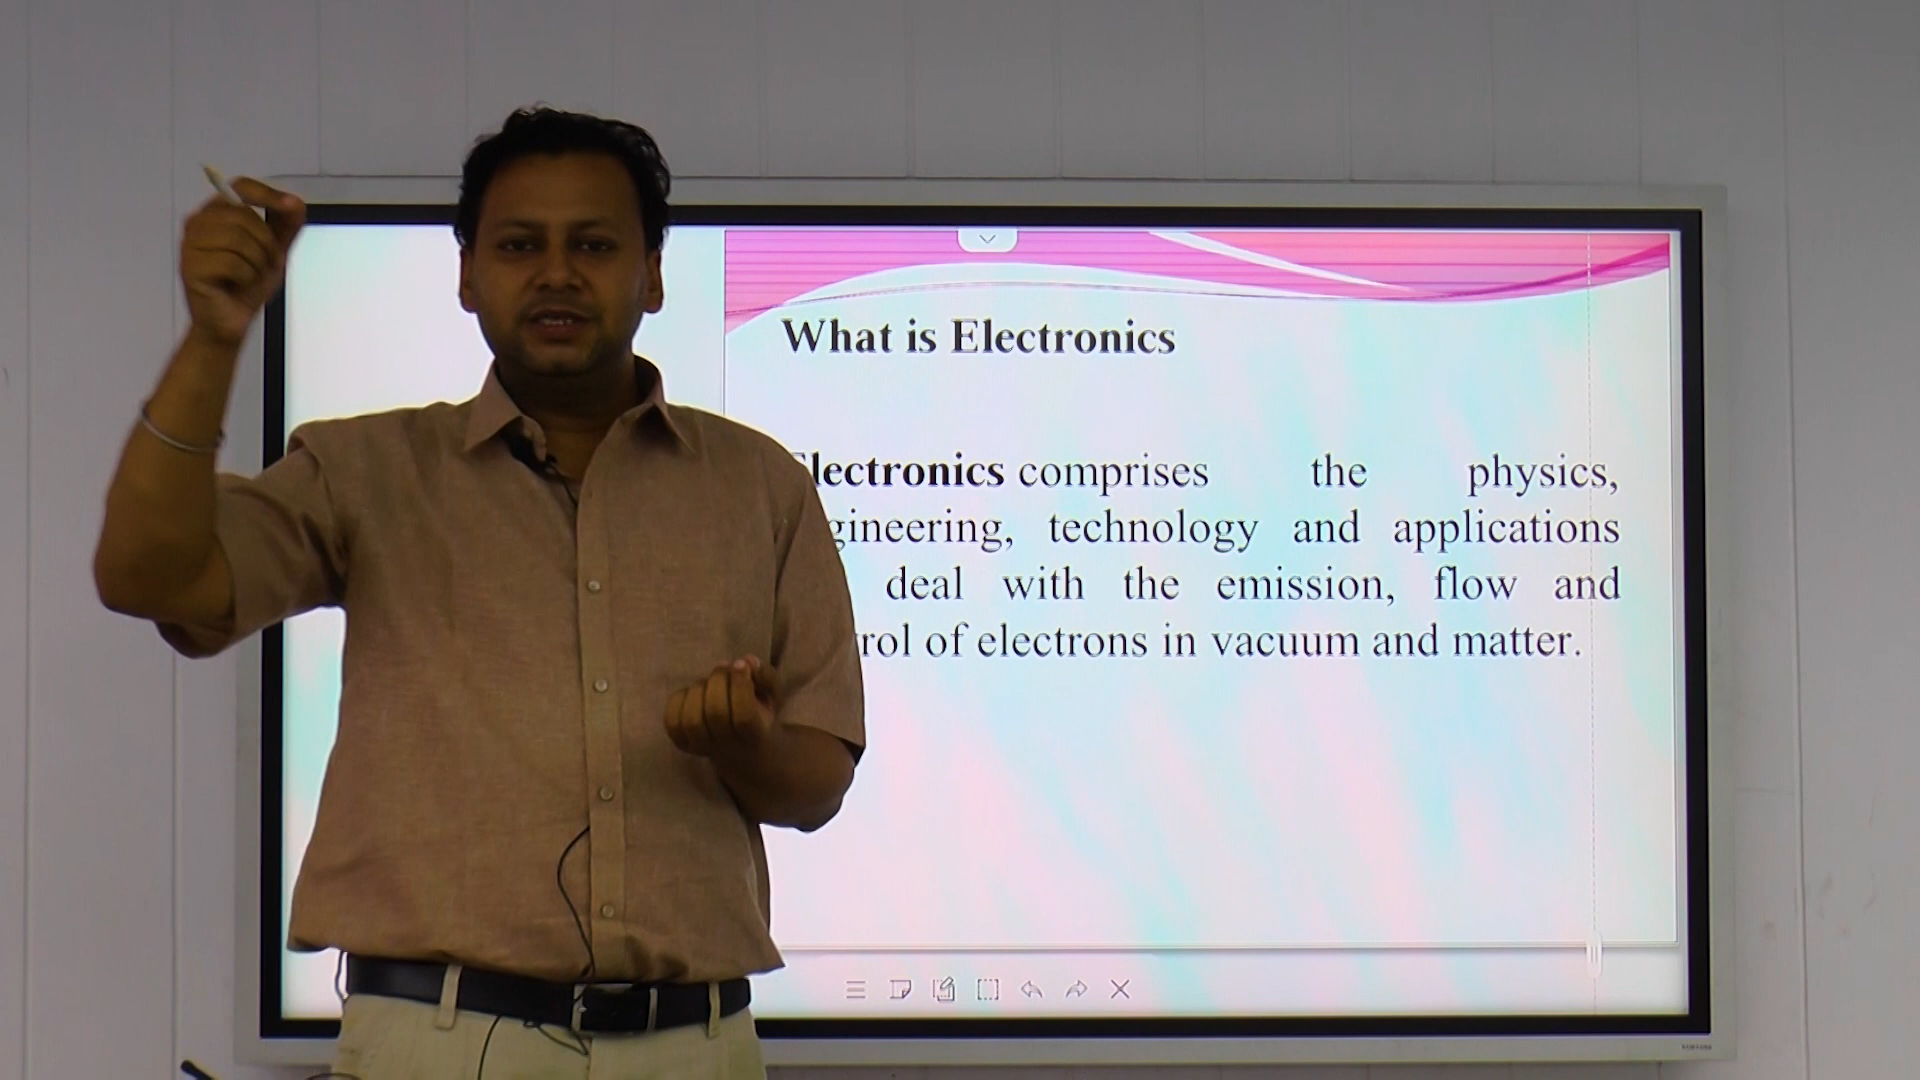 What is Electronics
lectronics comprises the physics,
gineering, technology and applications
deal with the emission, flow and
rol of electrons in vacuum and matter.
SAMSUNG